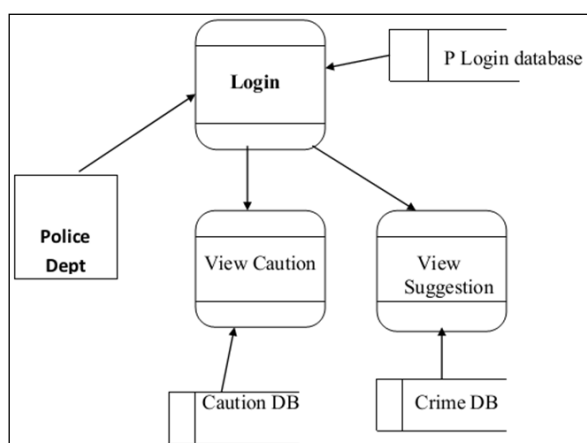 Login
P Login database
Police
Dept
View Caution
View
Suggestion
Caution DB
Crime DB